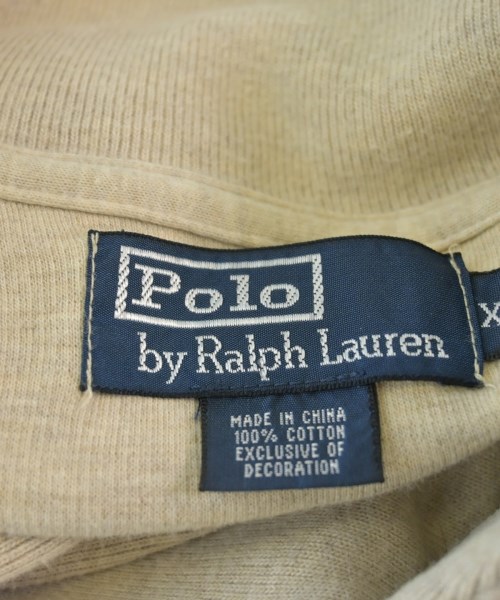 Polo
by Ralph Lauren
X
MADE IN CHINA
100% COTTON
EXCLUSIVE OF
DECORATION